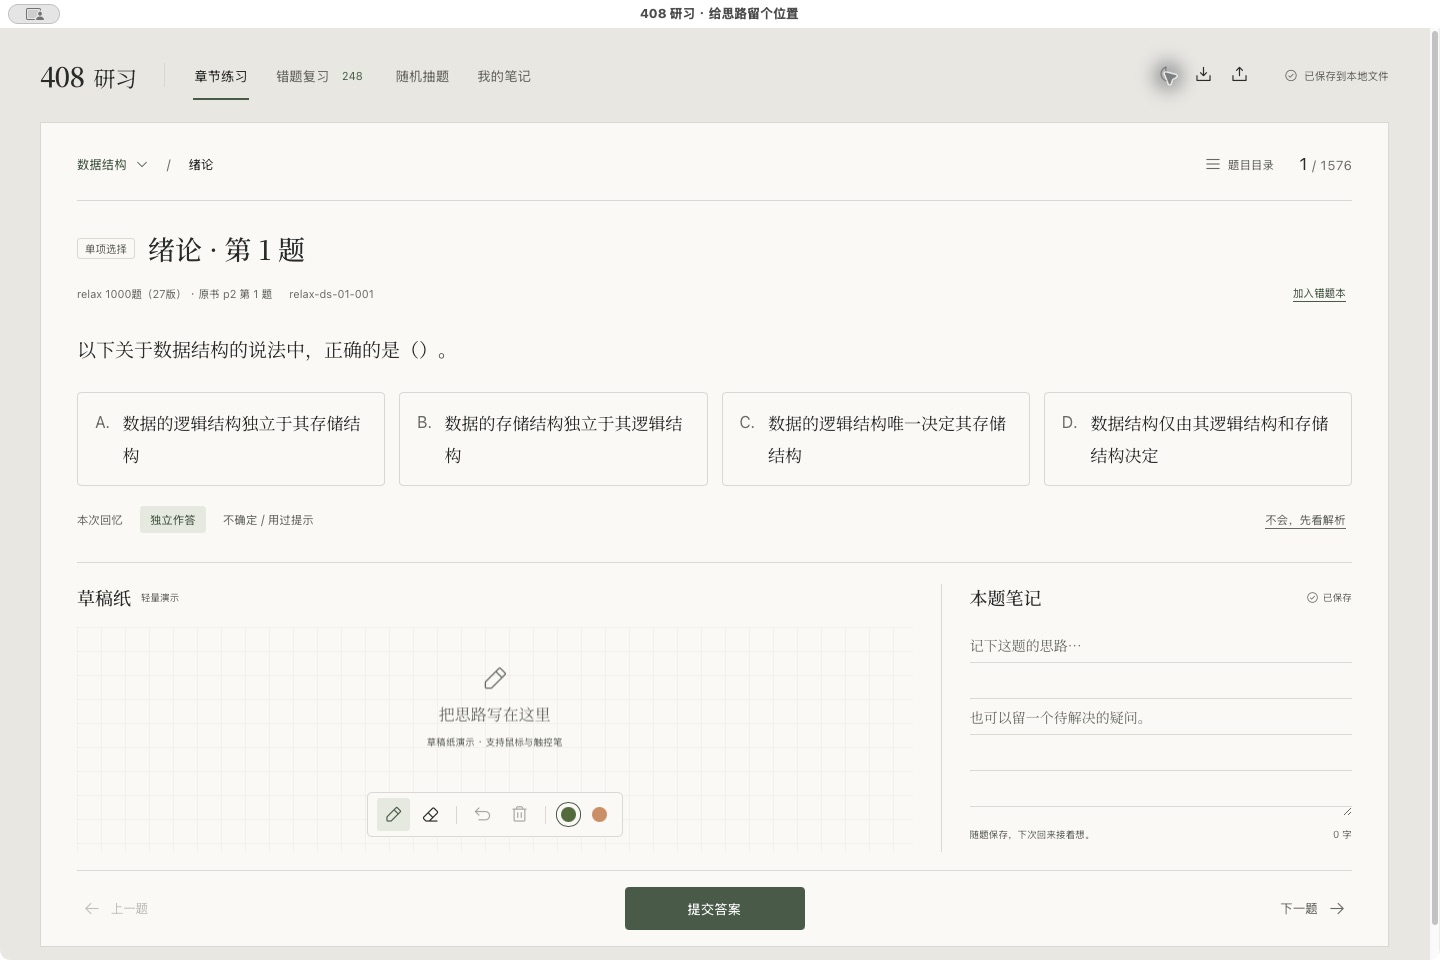 408 研习 · 给思路留个位置
408 研习
章节练习
错题复习 248
随机抽题
我的笔记
已保存到本地文件
数据结构 / 绪论
题目目录
1 / 1576
单项选择
绪论 · 第 1 题
relax 1000题（27版） · 原书 p2 第 1 题 relax-ds-01-001
加入错题本
以下关于数据结构的说法中，正确的是（）。
A. 数据的逻辑结构独立于其存储结
构
B. 数据的存储结构独立于其逻辑结
构
C. 数据的逻辑结构唯一决定其存储
结构
D. 数据结构仅由其逻辑结构和存储
结构决定
本次回忆
独立作答
不确定 / 用过提示
不会，先看解析
草稿纸 轻量演示
把思路写在这里
草稿纸演示 · 支持鼠标与触控笔
本题笔记
已保存
记下这题的思路…
也可以留一个待解决的疑问。
随题保存，下次回来接着想。
0 字
上一题
提交答案
下一题